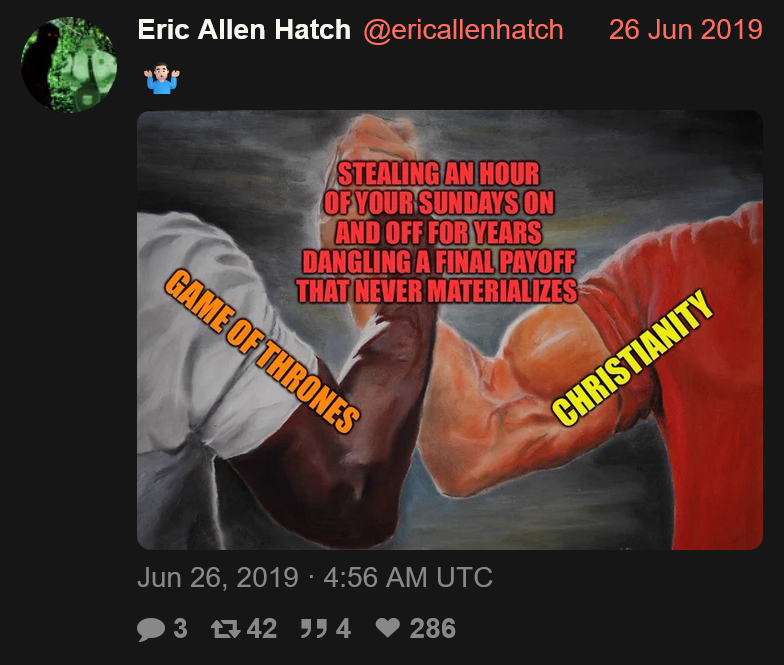 Eric Allen Hatch @ericallenhatch 26 Jun 2019
STEALING AN HOUR
OF YOUR SUNDAYS ON
AND OFF FOR YEARS
DANGLING A FINAL PAYOFF
THAT NEVER MATERIALIZES
GAME OF THRONES
CHRISTIANITY
Jun 26, 2019 · 4:56 AM UTC
3 42 4 286